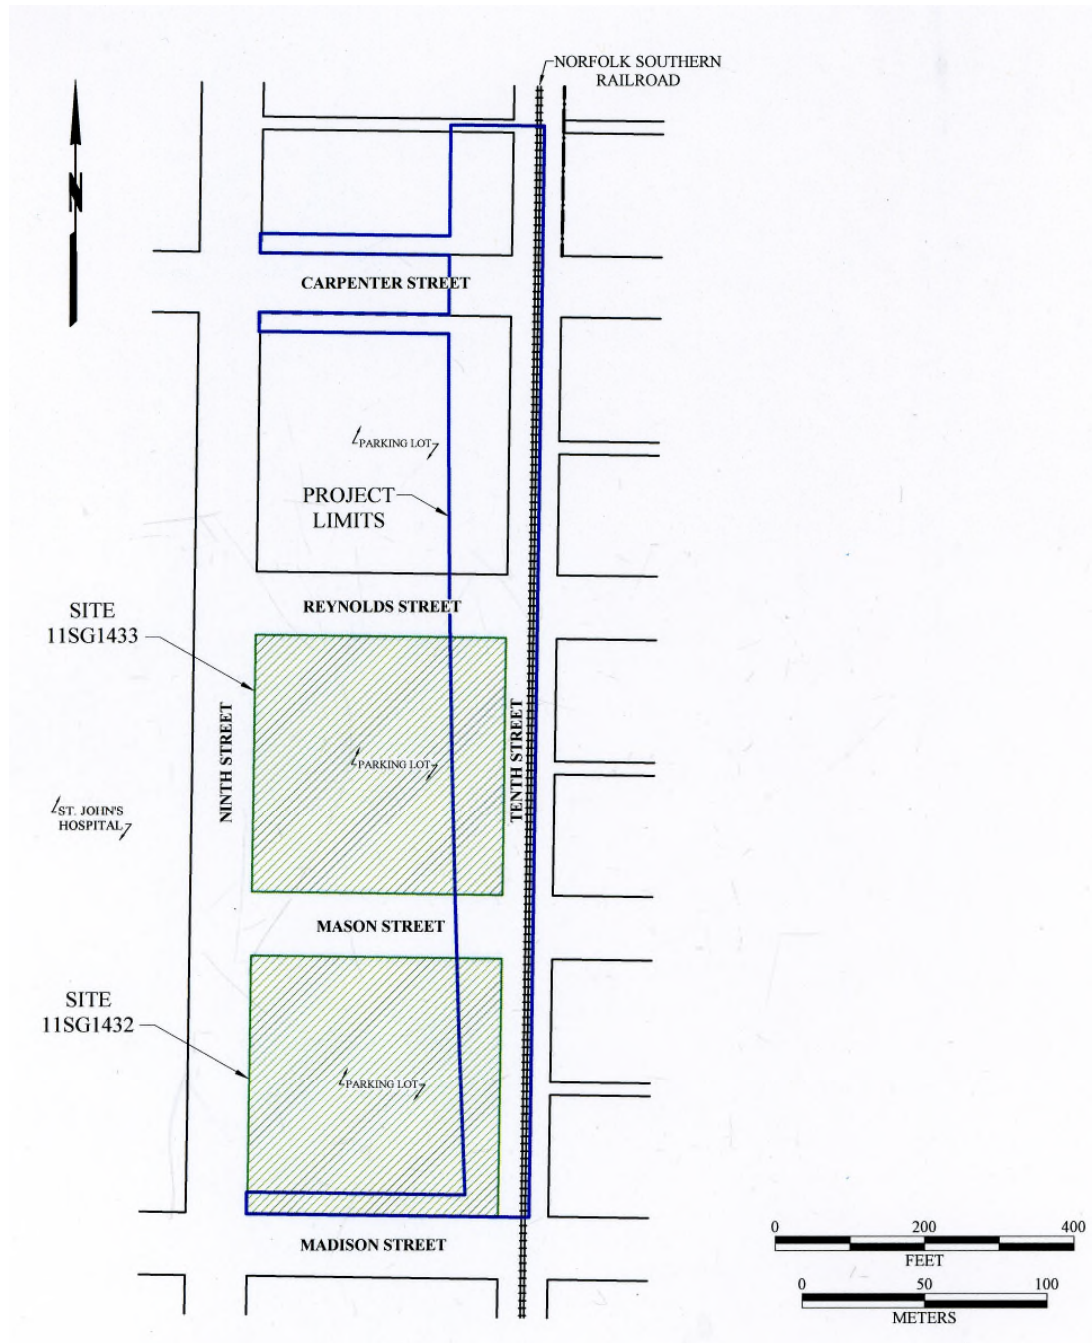 NORFOLK SOUTHERN
RAILROAD
N
CARPENTER STREET
PARKING LOT
PROJECT
LIMITS
REYNOLDS STREET
SITE
11SG1433
NINTH STREET
TENTH STREET
PARKING LOT
ST. JOHN'S
HOSPITAL
MASON STREET
SITE
11SG1432
PARKING LOT
MADISON STREET
0 200 400
FEET
0 50 100
METERS